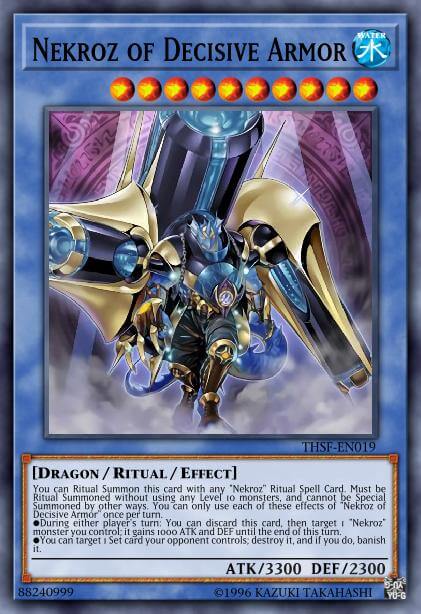 Nekroz of Decisive Armor
WATER
水
THSF-EN019
[Dragon / Ritual / Effect]
You can Ritual Summon this card with any "Nekroz" Ritual Spell Card. Must be
Ritual Summoned without using any Level 10 monsters, and cannot be Special
Summoned by other ways. You can only use each of these effects of "Nekroz
of Decisive Armor" once per turn.
●During either player's turn: You can discard this card, then target 1 "Nekroz"
monster you control; it gains 1000 ATK and DEF until the end of this turn.
●You can target 1 Set card your opponent controls; destroy it, and if you do, banish
it.
ATK/3300 DEF/2300
88240999
©1996 KAZUKI TAKAHASHI